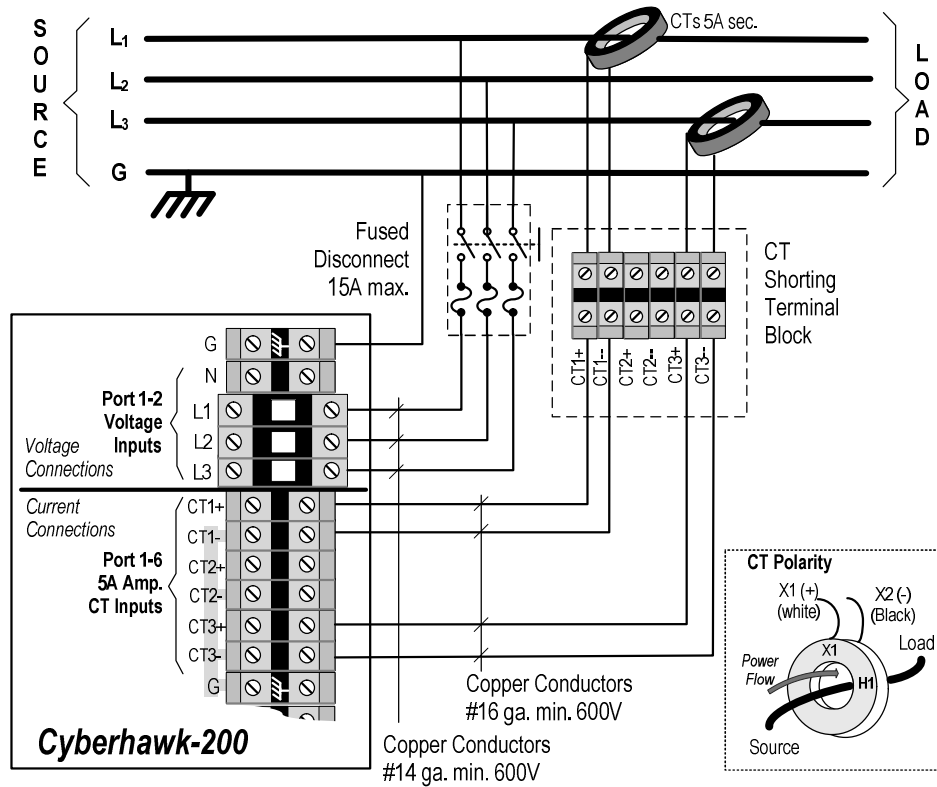 SOURCE
L1
L2
L3
G
CTs 5A sec.
LOAD
Fused
Disconnect
15A max.
CT
Shorting
Terminal
Block
CT1+
CT1--
CT2+
CT2--
CT3+
CT3--
G
N
L1
L2
L3
Port 1-2
Voltage
Inputs
Voltage
Connections
Current
Connections
Port 1-6
5A Amp.
CT Inputs
CT1+
CT1-
CT2+
CT2-
CT3+
CT3-
G
Cyberhawk-200
Copper Conductors
#16 ga. min. 600V
Copper Conductors
#14 ga. min. 600V
CT Polarity
X1 (+)
(white)
X2 (-)
(Black)
X1
H1
Load
Power
Flow
Source